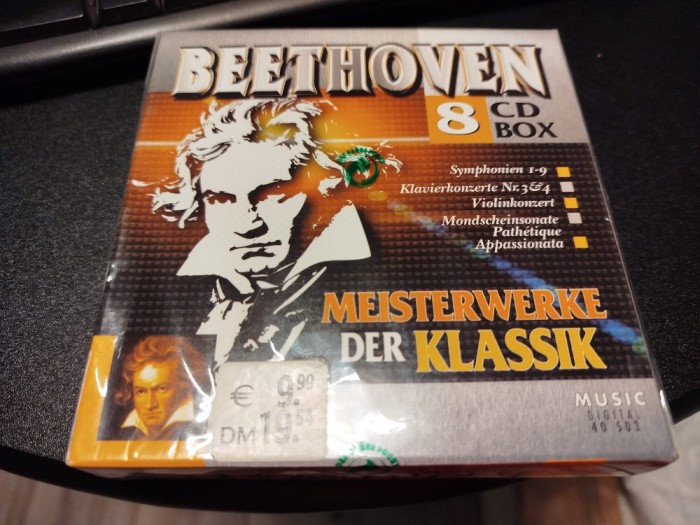 BEETHOVEN
8 CD
BOX
Symphonien 1-9
Klavierkonzerte Nr. 3&4
Violinkonzert
Mondscheinsonate
Pathétique
Appassionata
MEISTERWERKE
DER KLASSIK
€ 9.99
DM 19.54
MUSIC
DIGITAL
40 503